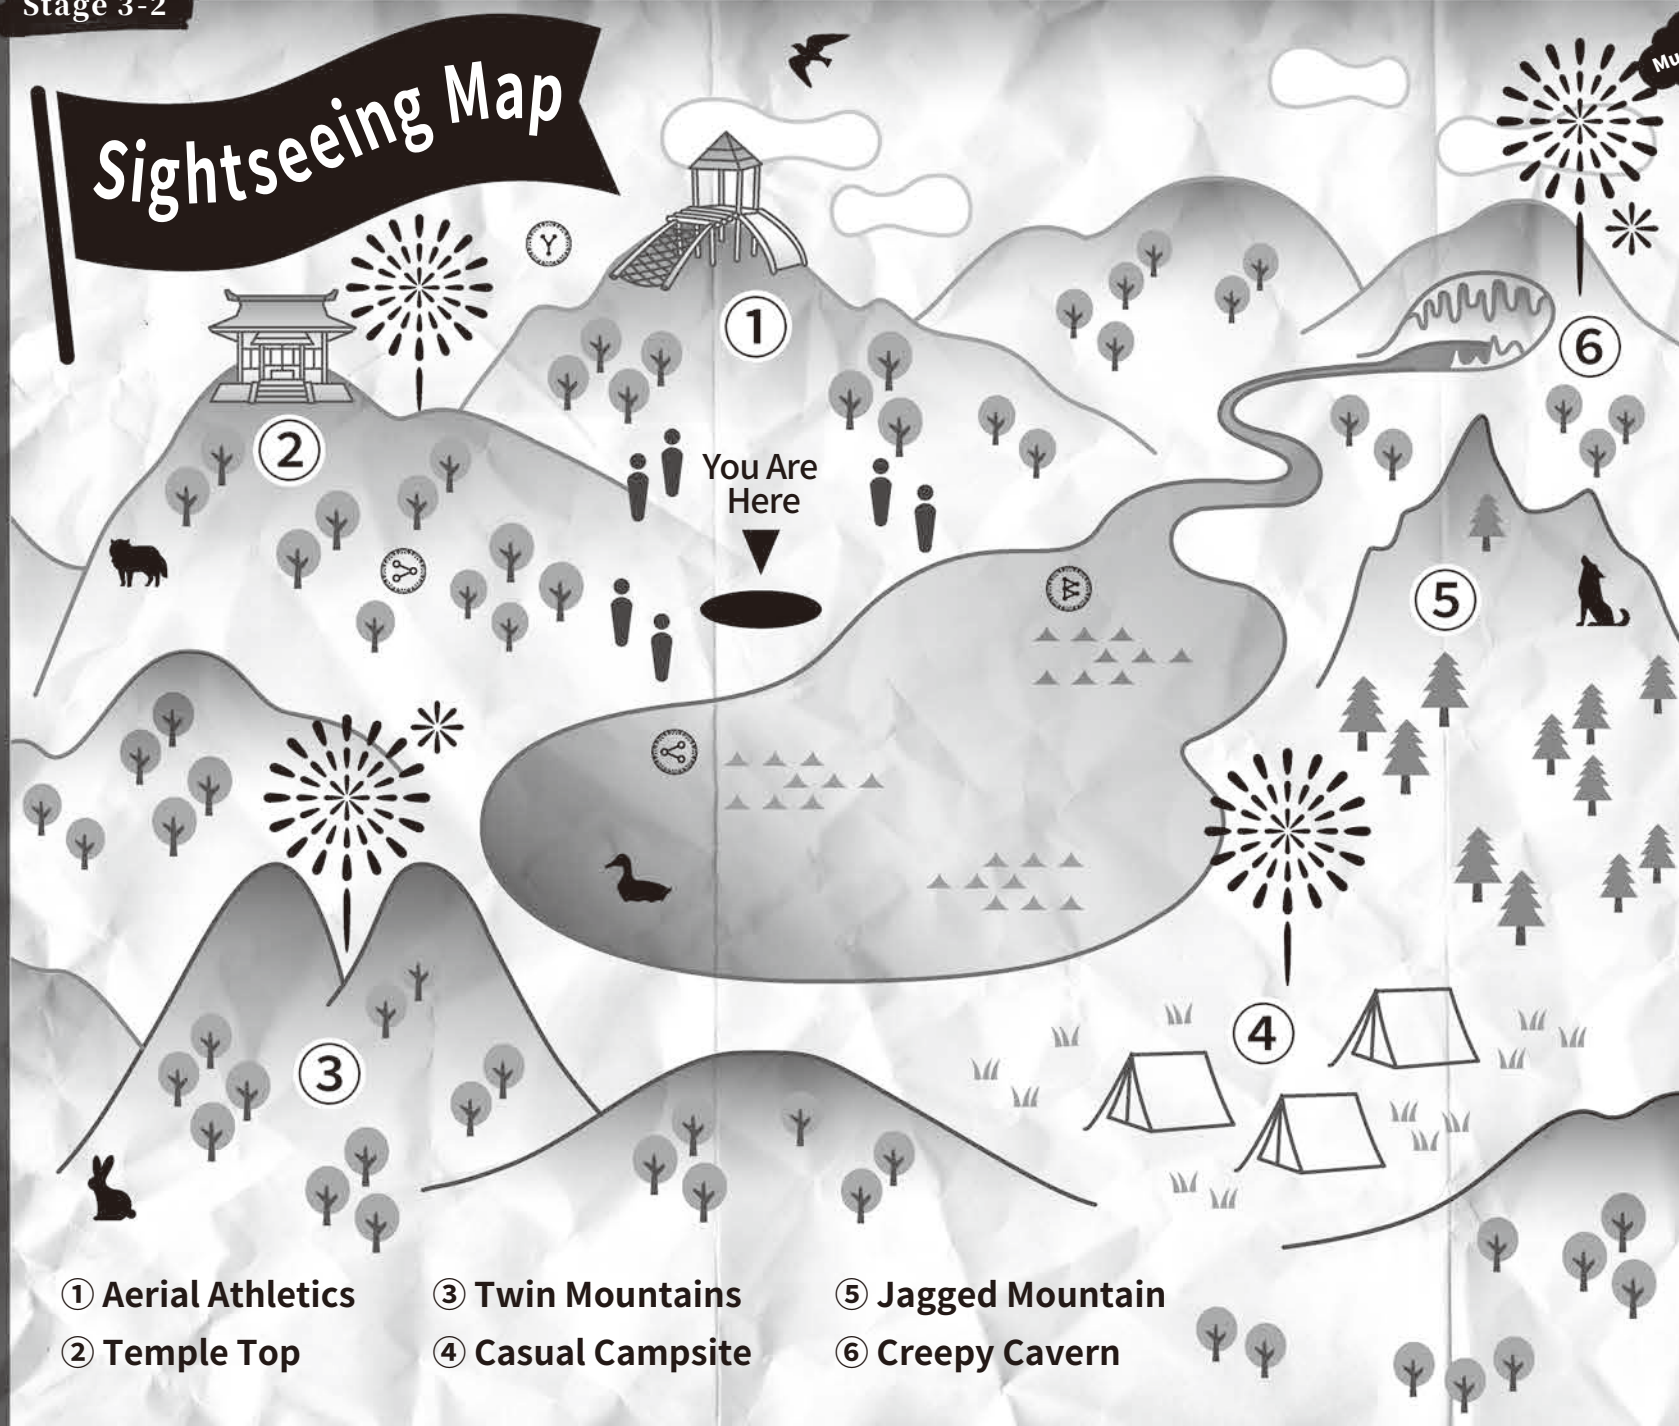 Stage 3-2
Sightseeing Map
Mu
Y
You Are
Here
①
②
③
④
⑤
⑥
① Aerial Athletics
② Temple Top
③ Twin Mountains
④ Casual Campsite
⑤ Jagged Mountain
⑥ Creepy Cavern